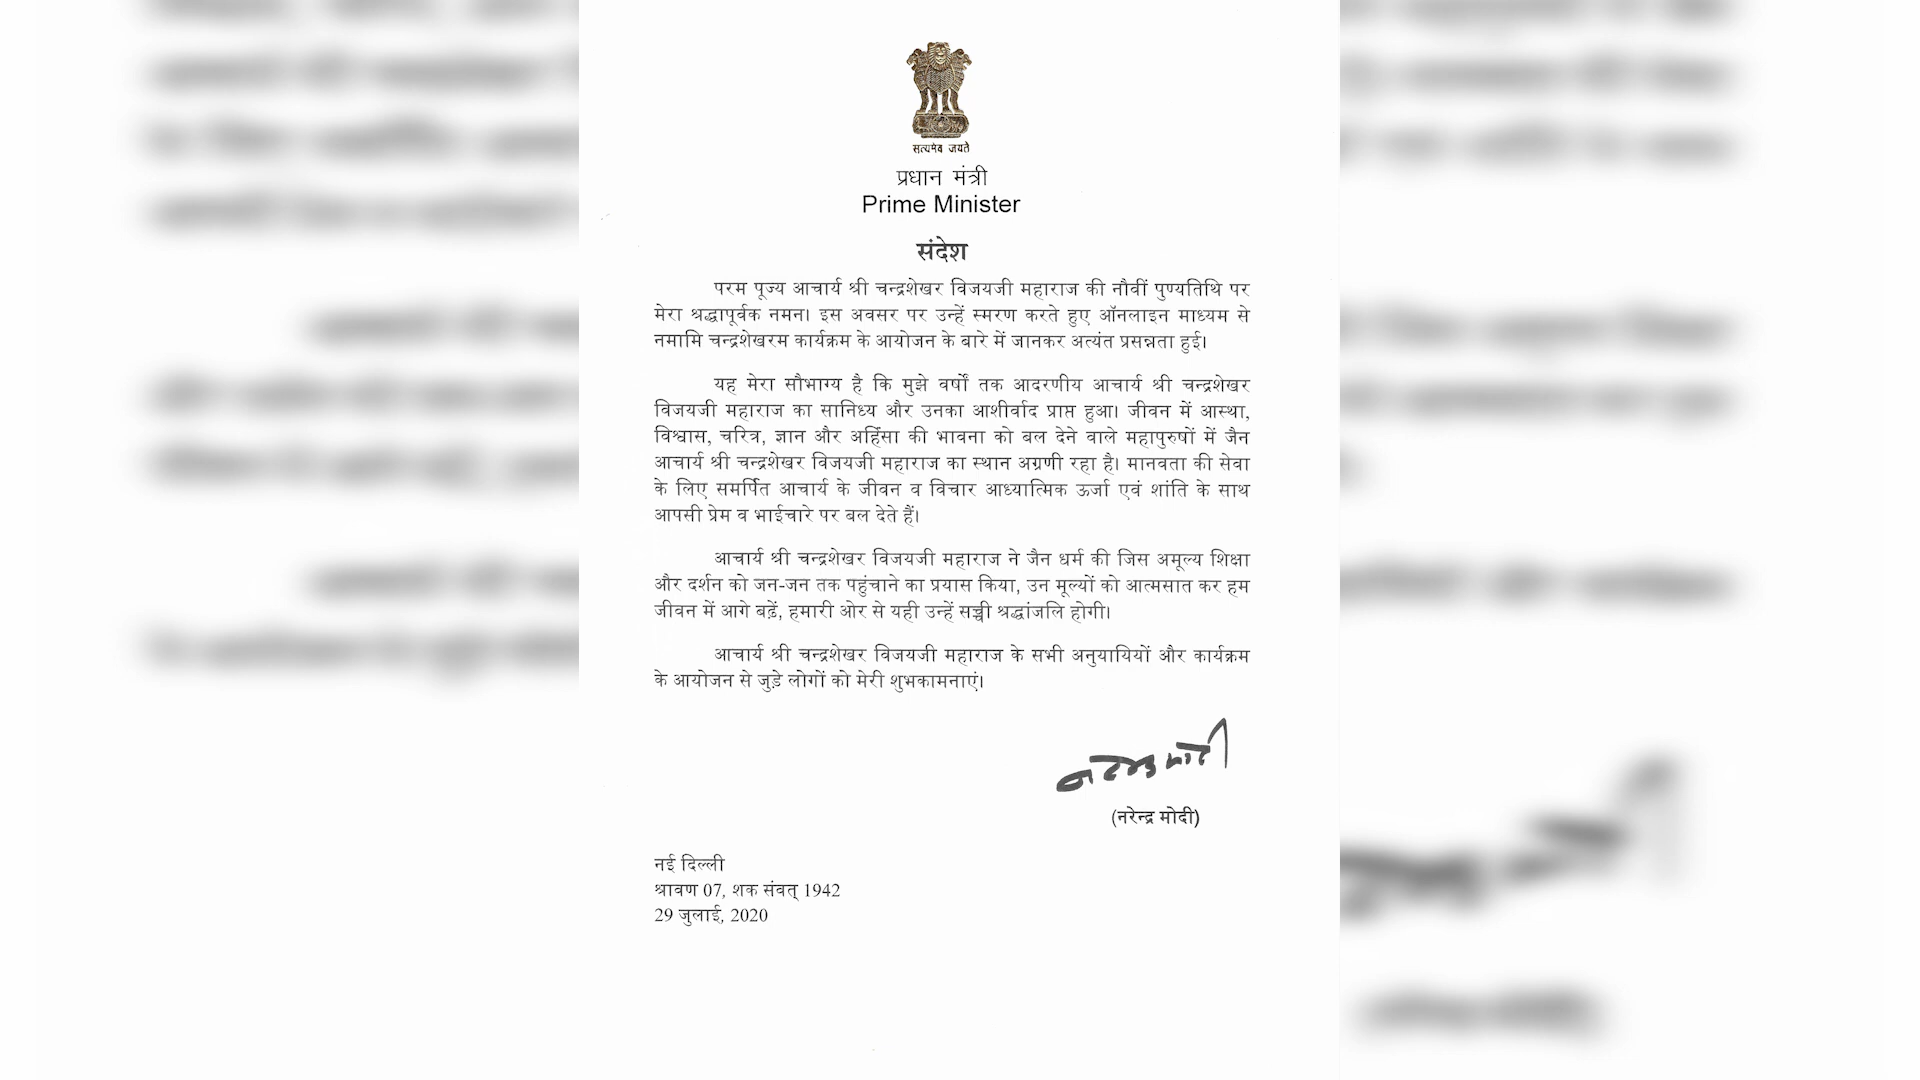 सत्यमेव जयते
प्रधान मंत्री
Prime Minister
संदेश
परम पूज्य आचार्य श्री चन्द्रशेखर विजयजी महाराज की नौवीं पुण्यतिथि पर
मेरा श्रद्धापूर्वक नमन। इस अवसर पर उन्हें स्मरण करते हुए ऑनलाइन माध्यम से
नमामि चन्द्रशेखरम कार्यक्रम के आयोजन के बारे में जानकर अत्यंत प्रसन्नता हुई।
यह मेरा सौभाग्य है कि मुझे वर्षों तक आदरणीय आचार्य श्री चन्द्रशेखर
विजयजी महाराज का सानिध्य और उनका आशीर्वाद प्राप्त हुआ। जीवन में आस्था,
विश्वास, चरित्र, ज्ञान और अहिंसा की भावना को बल देने वाले महापुरुषों में जैन
आचार्य श्री चन्द्रशेखर विजयजी महाराज का स्थान अग्रणी रहा है। मानवता की सेवा
के लिए समर्पित आचार्य के जीवन व विचार आध्यात्मिक ऊर्जा एवं शांति के साथ
आपसी प्रेम व भाईचारे पर बल देते हैं।
आचार्य श्री चन्द्रशेखर विजयजी महाराज ने जैन धर्म की जिस अमूल्य शिक्षा
और दर्शन को जन-जन तक पहुंचाने का प्रयास किया, उन मूल्यों को आत्मसात कर हम
जीवन में आगे बढ़ें, हमारी ओर से यही उन्हें सच्ची श्रद्धांजलि होगी।
आचार्य श्री चन्द्रशेखर विजयजी महाराज के सभी अनुयायियों और कार्यक्रम
के आयोजन से जुड़े लोगों को मेरी शुभकामनाएं।
नरेन्द्र मोदी
(नरेन्द्र मोदी)
नई दिल्ली
श्रावण 07, शक संवत् 1942
29 जुलाई, 2020